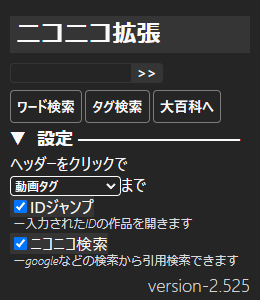 ニコニコ拡張
>>
ワード検索 タグ検索 大百科へ
▼ 設定
ヘッダーをクリックで
動画タグ まで
IDジャンプ
ー入力されたIDの作品を開きます
ニコニコ検索
ーgoogleなどの検索から引用検索できます
version-2.525